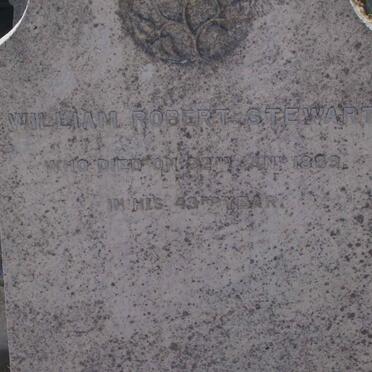 WILLIAM ROBERT STEWART
WHO DIED ON
IN HIS 43RD YEAR